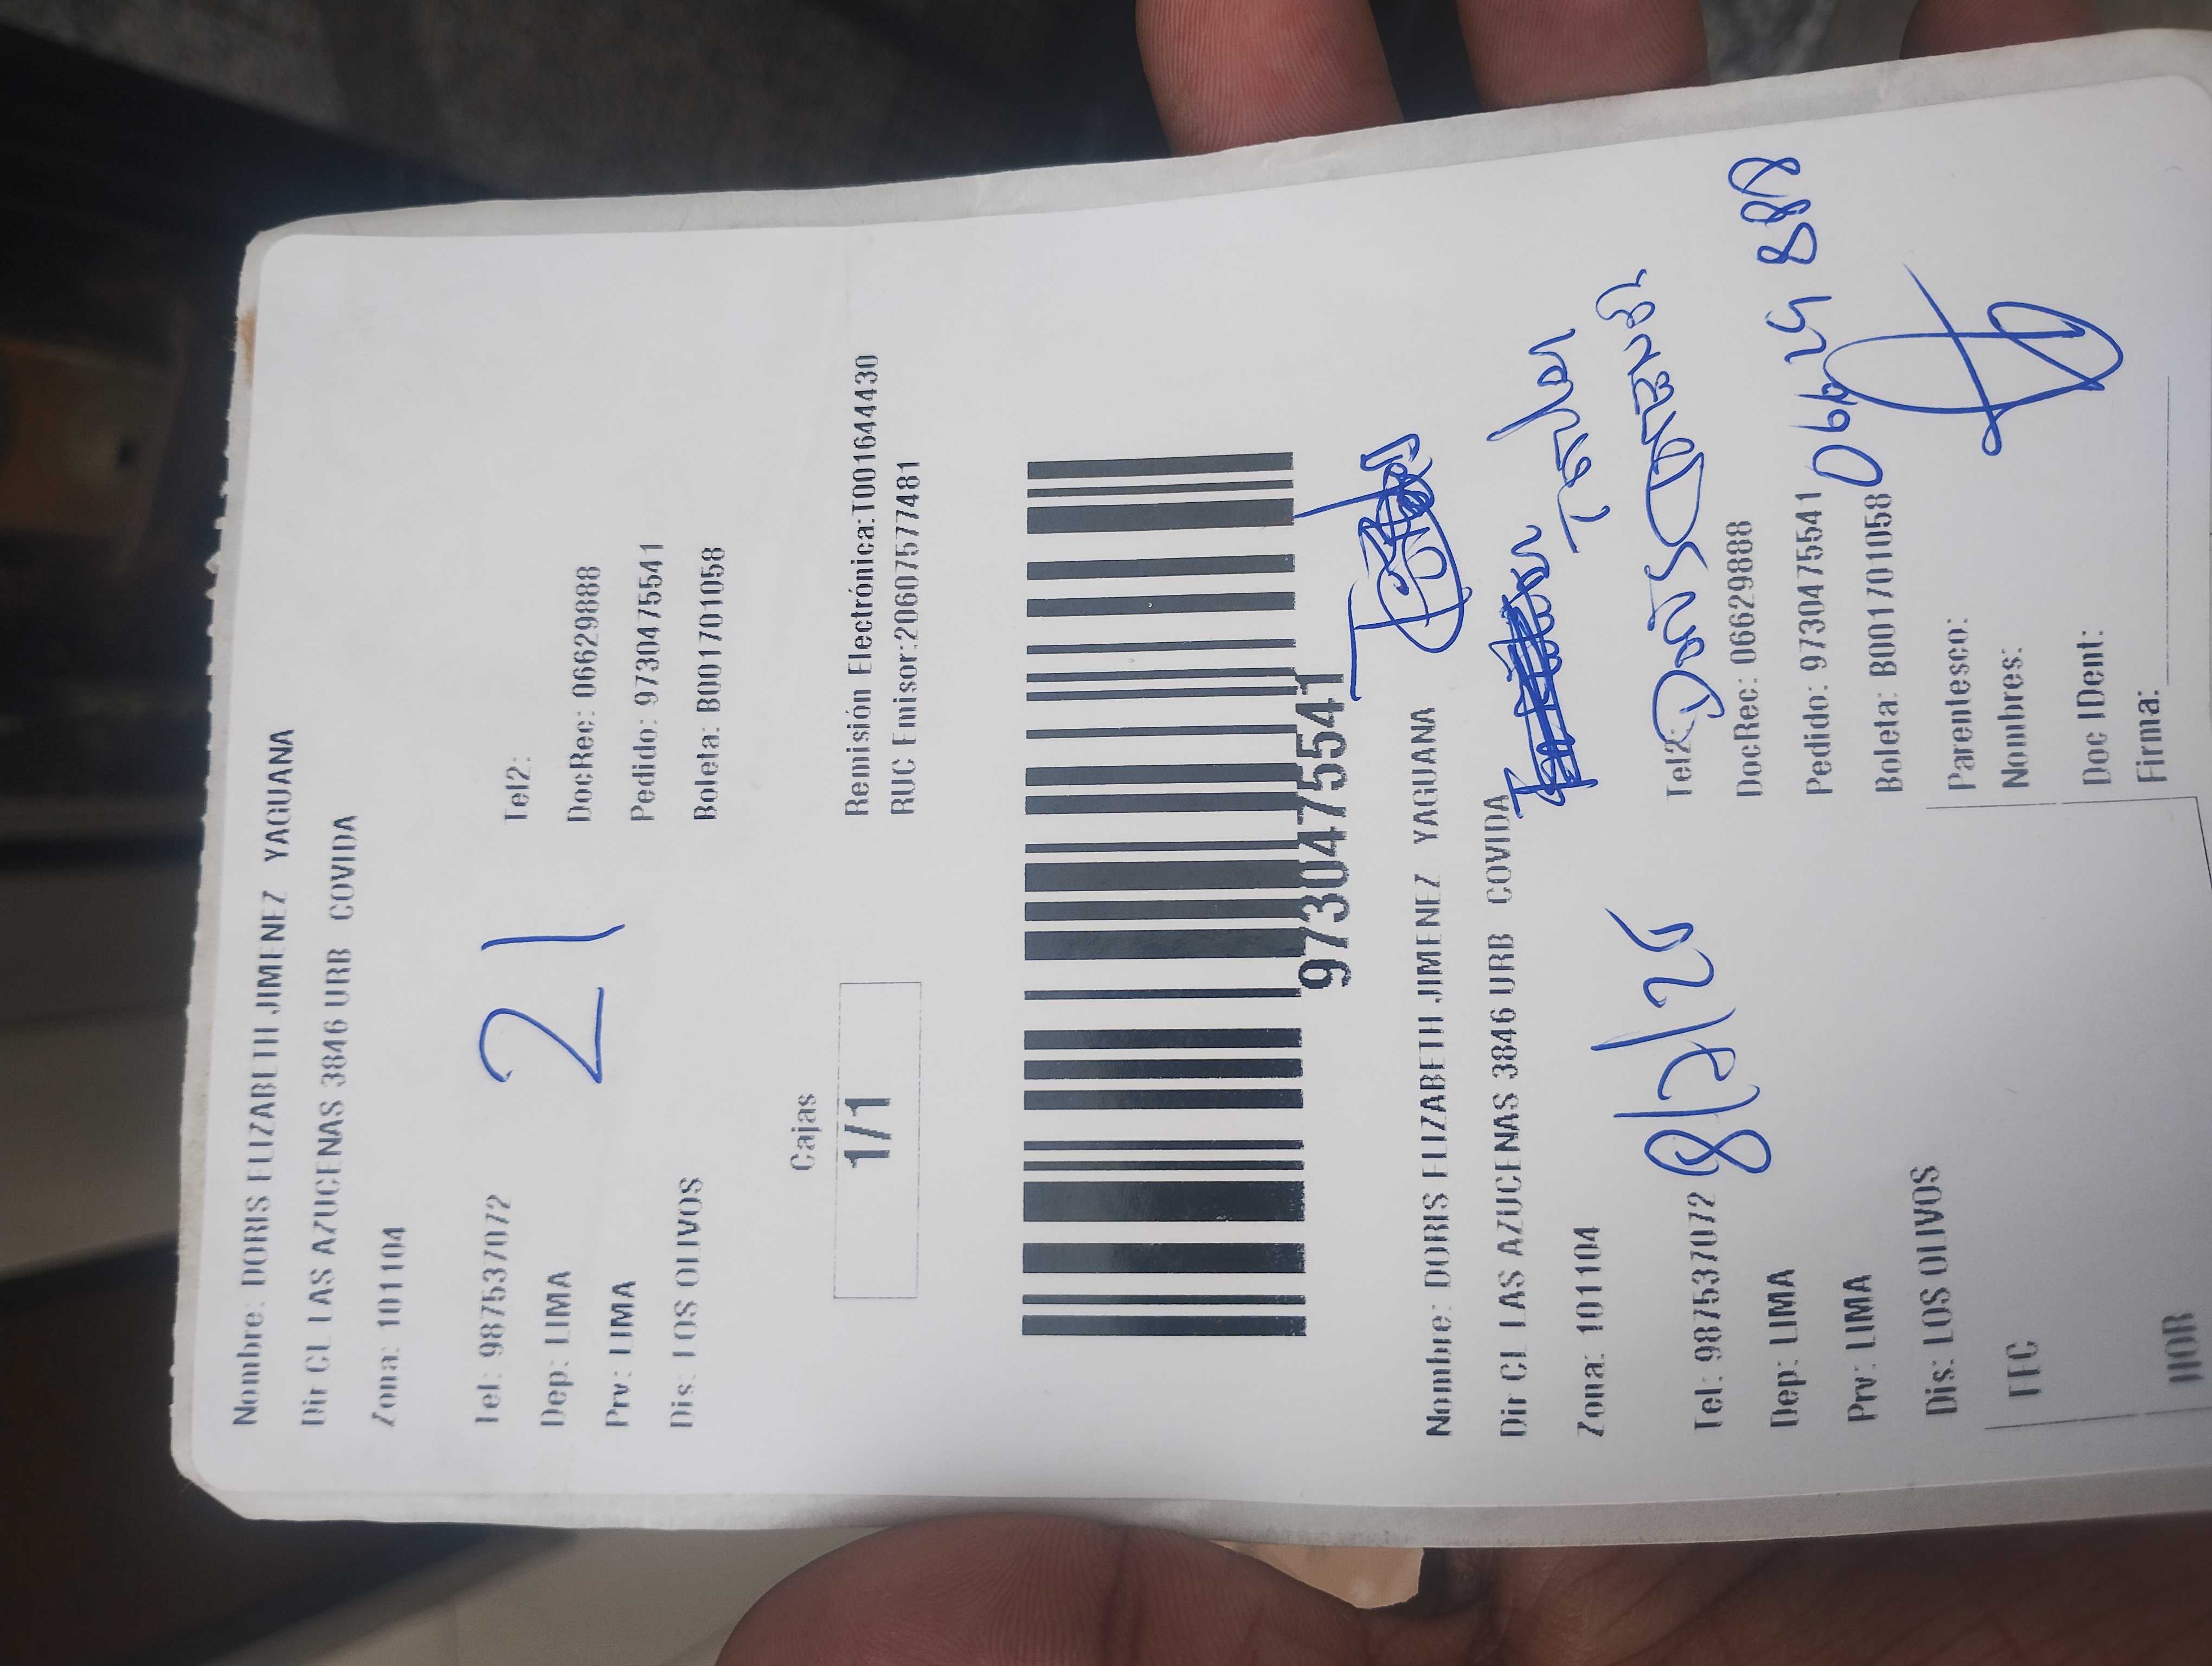 Nombre: DORIS ELIZABETH JIMENEZ YAGUANA
Dir CL LAS AZUCENAS 3846 URB COVIDA
Zona: 101104
Tel: 987537072
Tel2:
Dep: LIMA
DocRec: 06629888
Prv: LIMA
Pedido: 9730475541
Dis: LOS OLIVOS
Boleta: B001701058
21
Cajas
1/1
Remisión Electrónica:T001644430
RUC Emisor:20607577481
9730475541
Nombre: DORIS ELIZABETH JIMENEZ YAGUANA
Dir CL LAS AZUCENAS 3846 URB COVIDA
Zona: 101104
Titular
Doris Jimenez
Tel: 987537072
8/2/26
Tel2:
Dep: LIMA
DocRec: 06629888
Prv: LIMA
Pedido: 9730475541
06629888
Dis: LOS OLIVOS
Boleta: B001701058
TEC
Parentesco:
Nombres:
HOR
Doc IDent:
Firma: